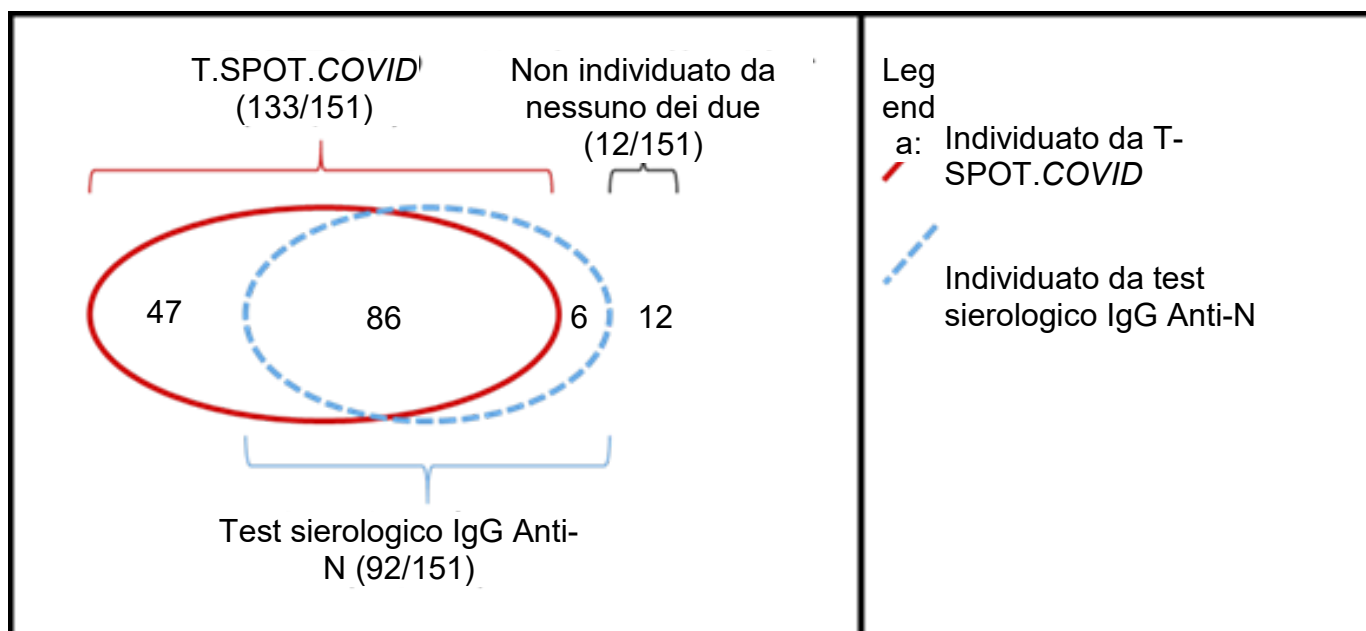 T.SPOT.COVID
(133/151)
Non individuato da
nessuno dei due
(12/151)
47
86
6
12
Test sierologico IgG Anti-
N (92/151)
Leg
end
a:
Individuato da T-
SPOT.COVID
Individuato da test
sierologico IgG Anti-N